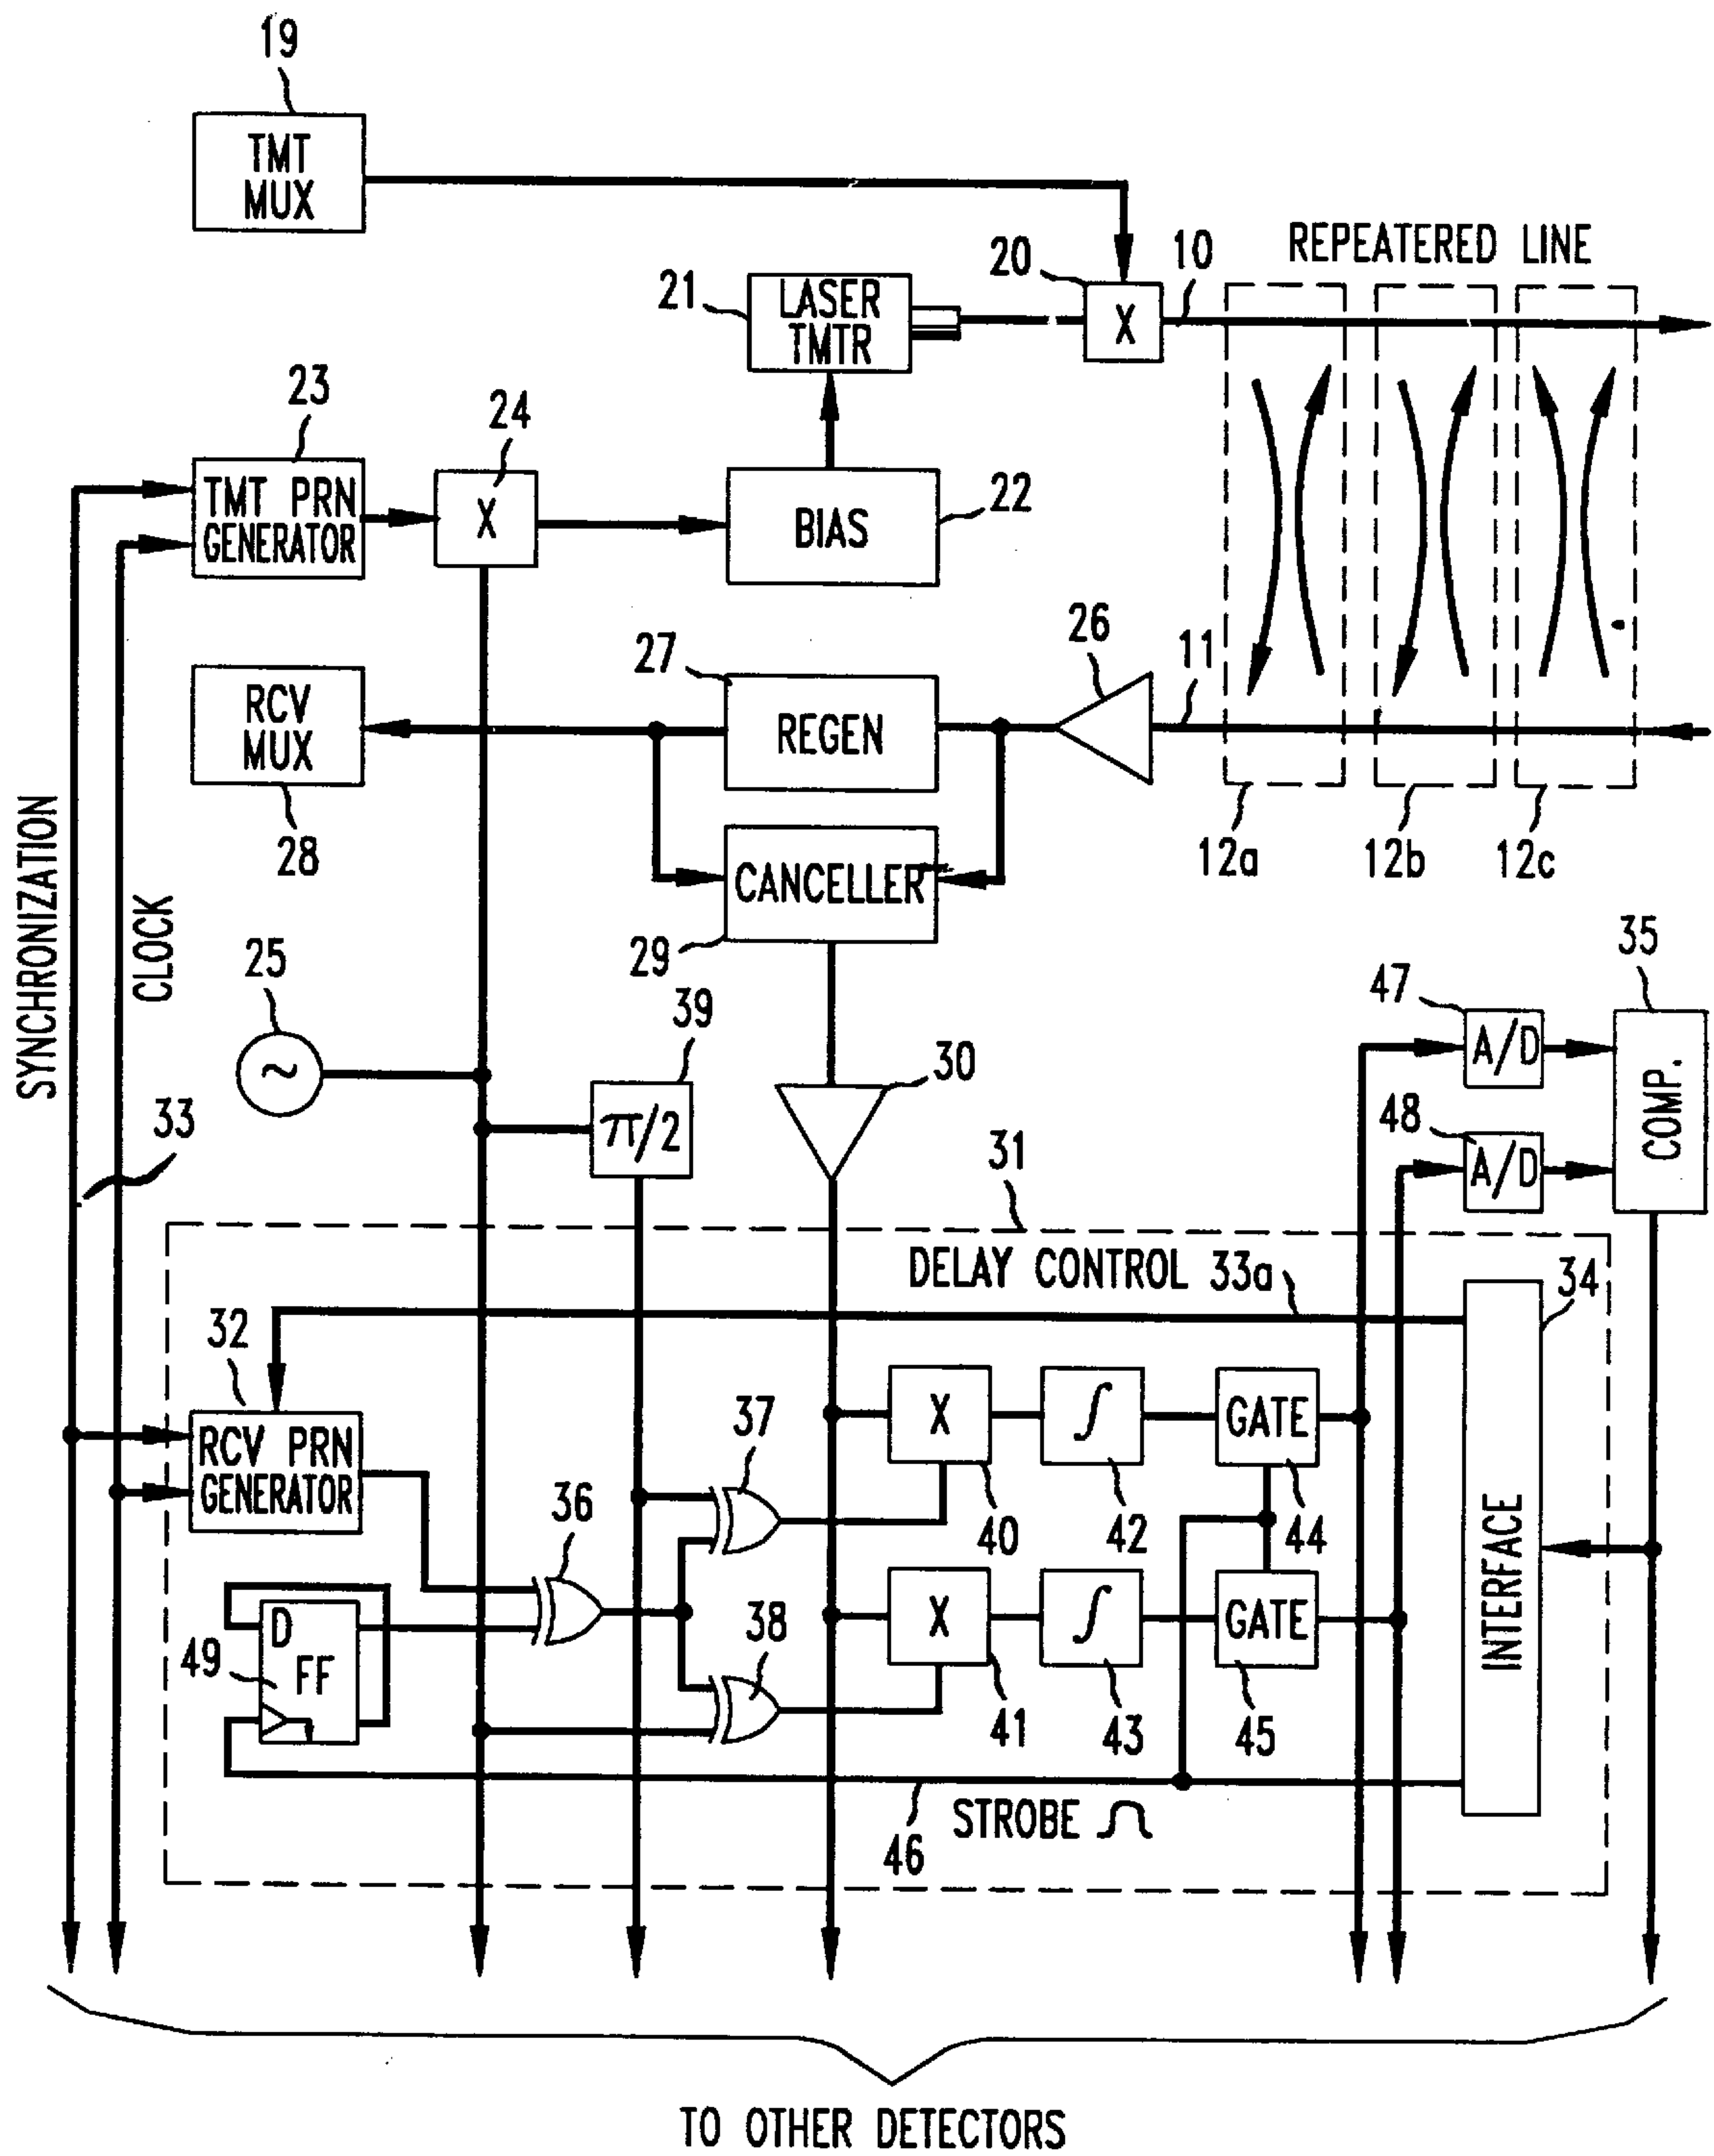 19
TMT
MUX
REPEATERED LINE
20
10
21
LASER
TMTR
X
23
24
TMT PRN
GENERATOR
X
BIAS
22
26
11
27
RCV
MUX
REGEN
28
12a
12b
12c
CANCELLER
29
SYNCHRONIZATION
CLOCK
25
~
39
π/2
30
47
A/D
35
COMP.
48
A/D
33
31
DELAY CONTROL 33a
34
32
RCV PRN
GENERATOR
37
X
∫
GATE
36
40
42
44
INTERFACE
D
FF
49
38
X
∫
GATE
41
43
45
STROBE
46
TO OTHER DETECTORS